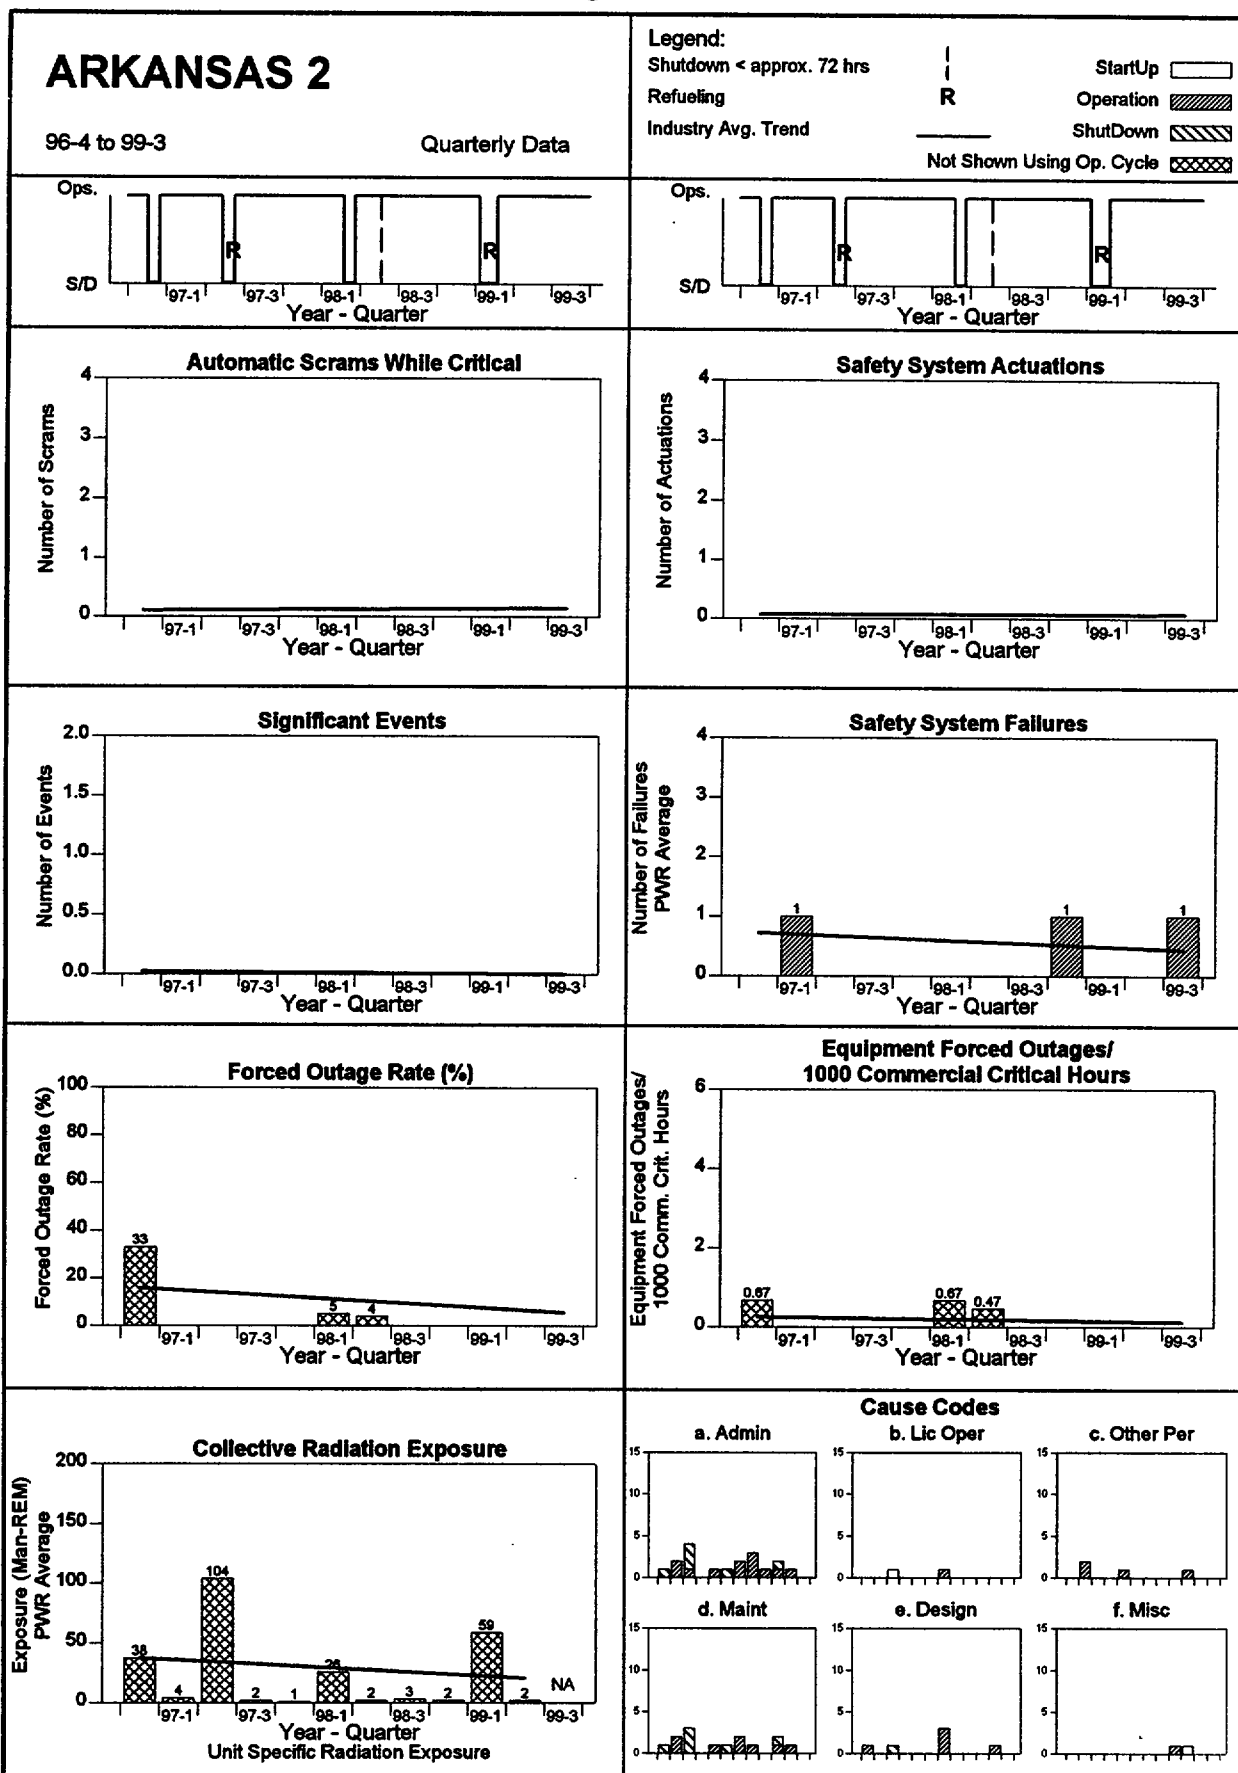 ARKANSAS 2
96-4 to 99-3 Quarterly Data
Legend:
Shutdown < approx. 72 hrs
Refueling R
Industry Avg. Trend
StartUp
Operation
ShutDown
Not Shown Using Op. Cycle
Ops.
R R
S/D
97-1 97-3 98-1 98-3 99-1 99-3
Year - Quarter
Ops.
R R
S/D
97-1 97-3 98-1 98-3 99-1 99-3
Year - Quarter
Automatic Scrams While Critical
Number of Scrams
4
3
2
1
0
97-1 97-3 98-1 98-3 99-1 99-3
Year - Quarter
Safety System Actuations
Number of Actuations
4
3
2
1
0
97-1 97-3 98-1 98-3 99-1 99-3
Year - Quarter
Significant Events
Number of Events
2.0
1.5
1.0
0.5
0.0
97-1 97-3 98-1 98-3 99-1 99-3
Year - Quarter
Safety System Failures
Number of Failures
PWR Average
4
3
2
1
0
1 1 1
97-1 97-3 98-1 98-3 99-1 99-3
Year - Quarter
Forced Outage Rate (%)
Forced Outage Rate (%)
100
80
60
40
20
0
33 5 4
97-1 97-3 98-1 98-3 99-1 99-3
Year - Quarter
Equipment Forced Outages/
1000 Commercial Critical Hours
Equipment Forced Outages/
1000 Comm. Crit. Hours
6
4
2
0
0.67 0.67 0.47
97-1 97-3 98-1 98-3 99-1 99-3
Year - Quarter
Collective Radiation Exposure
Exposure (Man-REM)
PWR Average
200
150
100
50
0
38 4 104 2 1 26 2 3 2 59 2 NA
97-1 97-3 98-1 98-3 99-1 99-3
Year - Quarter
Unit Specific Radiation Exposure
Cause Codes
a. Admin
15
10
5
0
b. Lic Oper
15
10
5
0
c. Other Per
15
10
5
0
d. Maint
15
10
5
0
e. Design
15
10
5
0
f. Misc
15
10
5
0